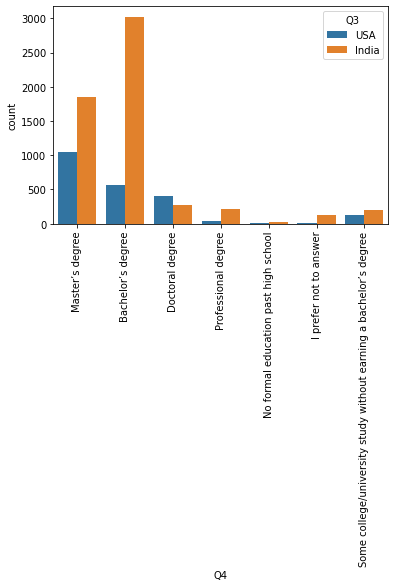 Q3
USA
India
3000
2500
2000
1500
1000
500
0
count
Master’s degree
Bachelor’s degree
Doctoral degree
Professional degree
No formal education past high school
I prefer not to answer
Some college/university study without earning a bachelor’s degree
Q4